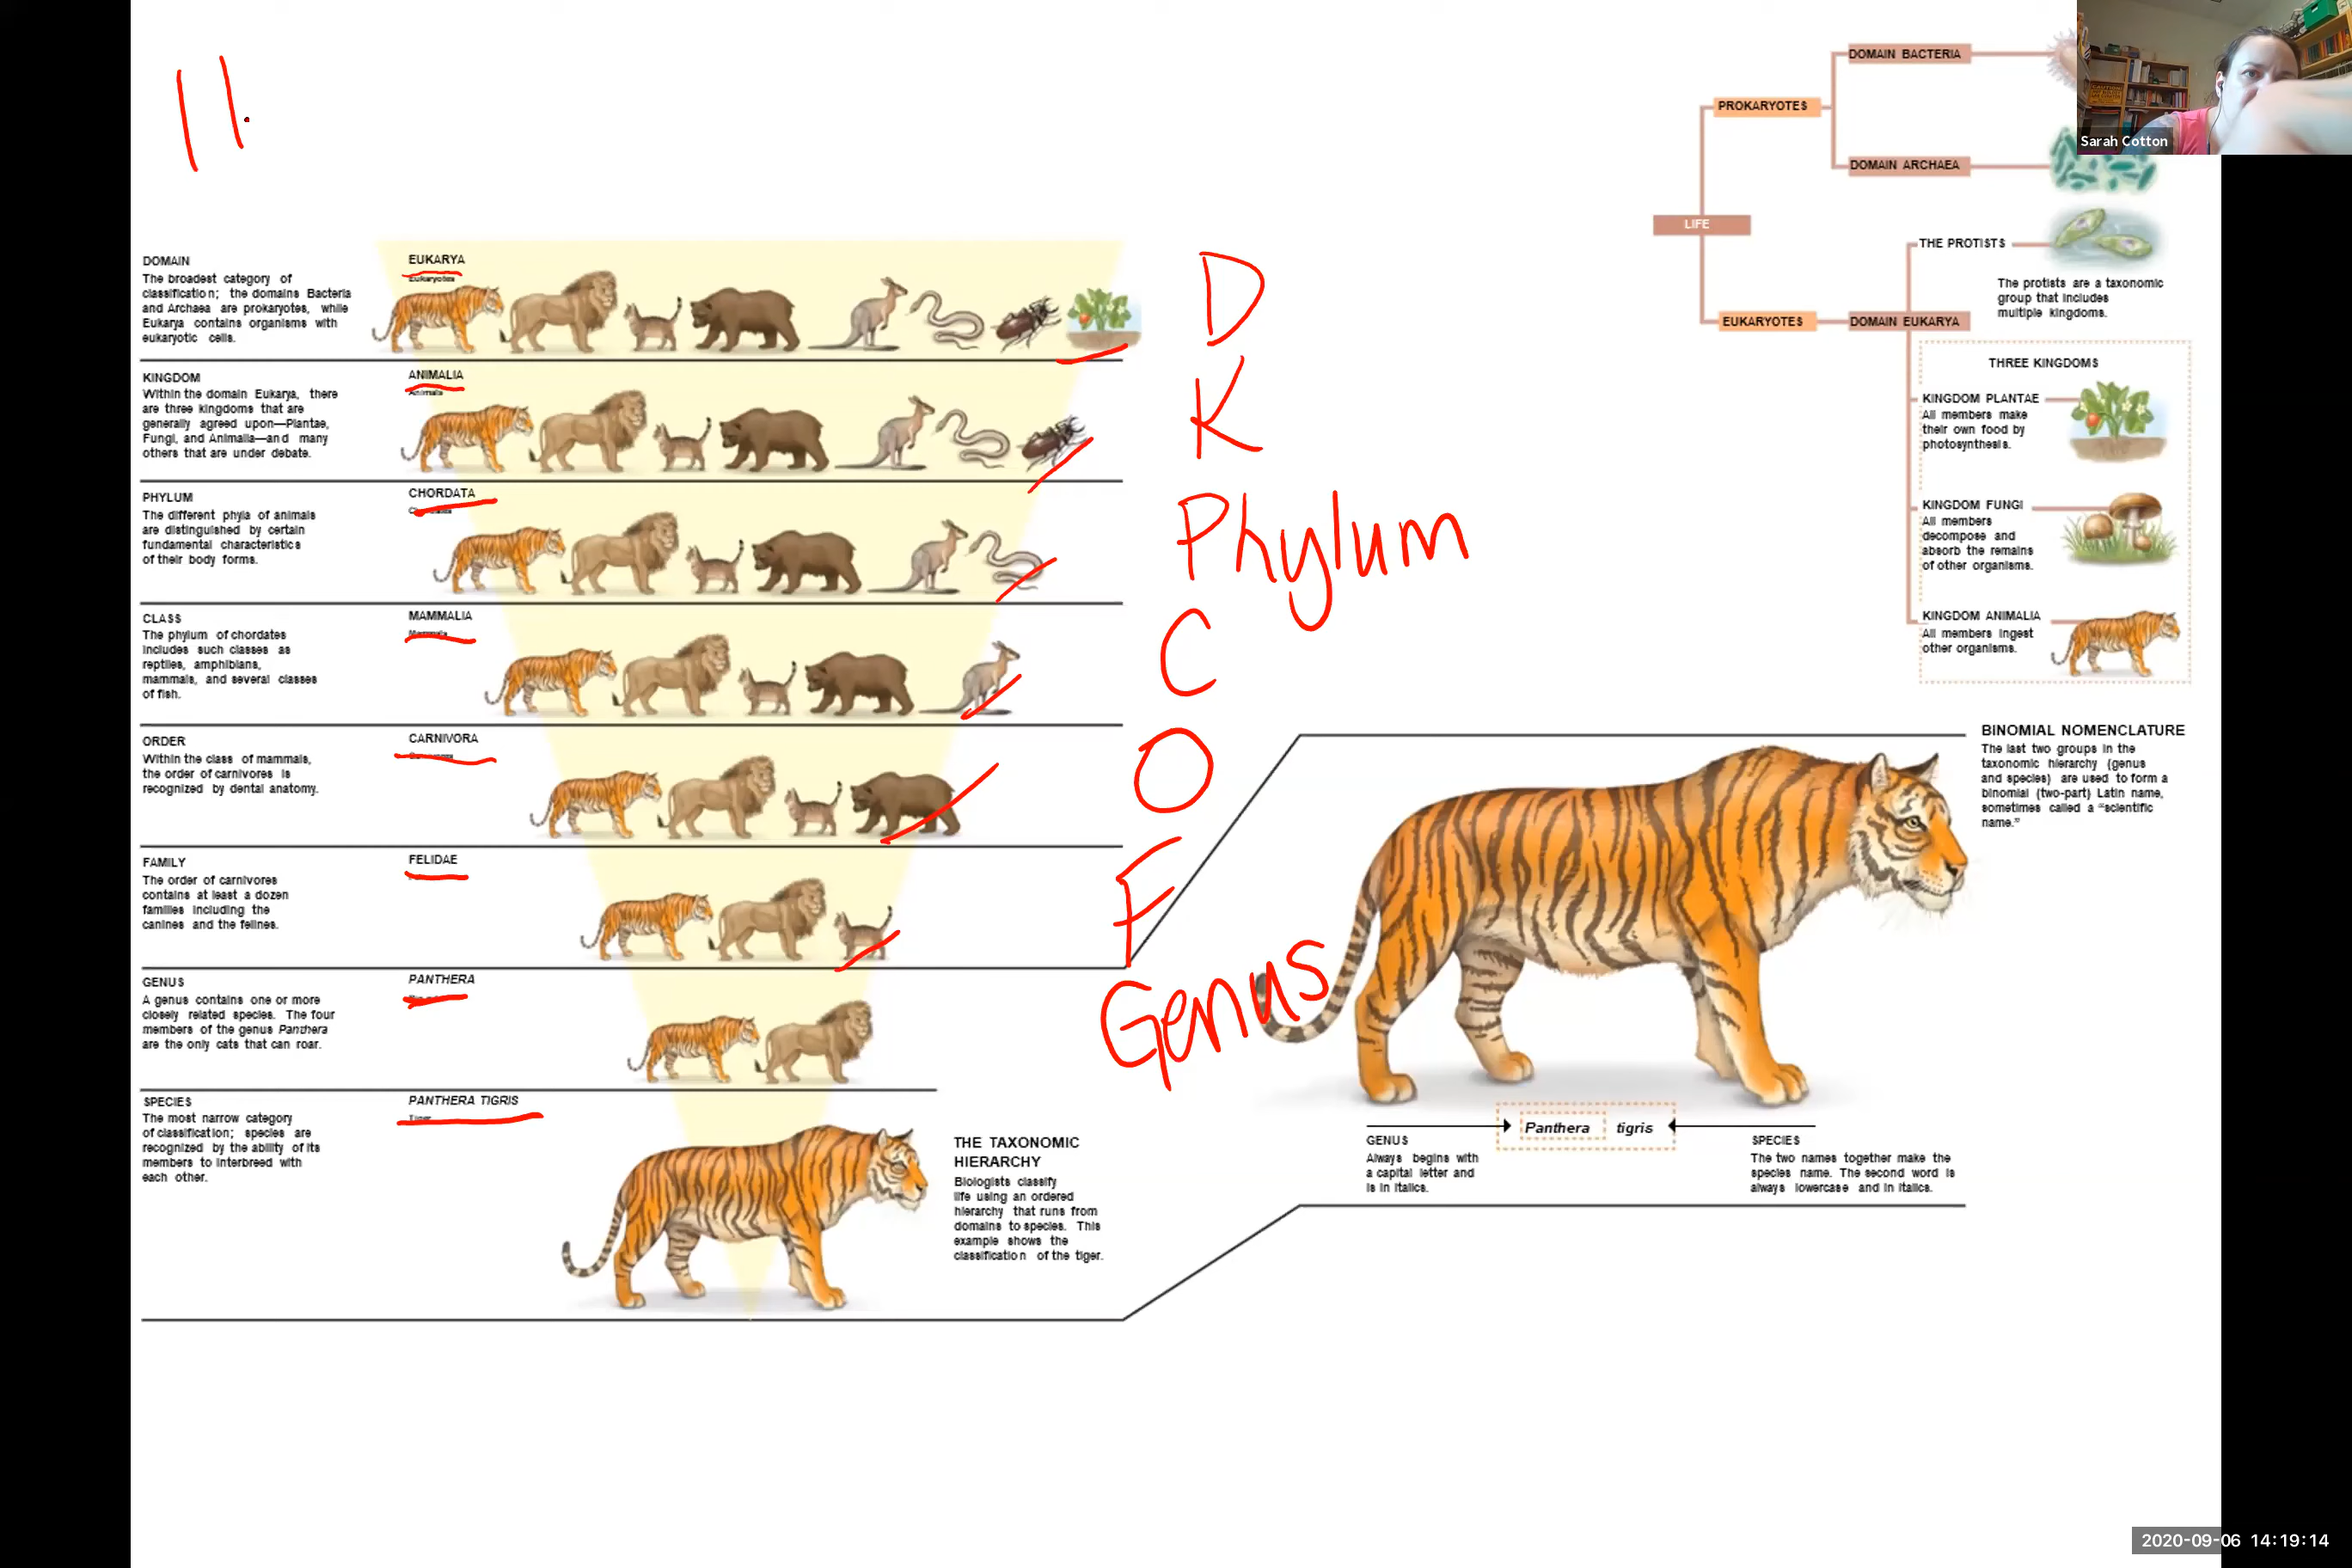 11
DOMAIN
The broadest category of
classification; the domains Bacteria
and Archaea are prokaryotes, while
Eukarya contains organisms with
eukaryotic cells.
EUKARYA
Eukaryotes
D
KINGDOM
Within the domain Eukarya, there
are three kingdoms that are
generally agreed upon—Plantae,
Fungi, and Animalia—and many
others that are under debate.
ANIMALIA
Animals
K
PHYLUM
The different phyla of animals
are distinguished by certain
fundamental characteristics
of their body forms.
CHORDATA
Phylum
CLASS
The phylum of chordates
includes such classes as
reptiles, amphibians,
mammals, and several classes
of fish.
MAMMALIA
Mammals
C
ORDER
Within the class of mammals,
the order of carnivores is
recognized by dental anatomy.
CARNIVORA
O
FAMILY
The order of carnivores
contains at least a dozen
families including the
canines and the felines.
FELIDAE
F
GENUS
A genus contains one or more
closely related species. The four
members of the genus Panthera
are the only cats that can roar.
PANTHERA
Genus
SPECIES
The most narrow category
of classification; species are
recognized by the ability of its
members to interbreed with
each other.
PANTHERA TIGRIS
Tiger
THE TAXONOMIC
HIERARCHY
Biologists classify
life using an ordered
hierarchy that runs from
domains to species. This
example shows the
classification of the tiger.
LIFE
PROKARYOTES
DOMAIN BACTERIA
DOMAIN ARCHAEA
EUKARYOTES
DOMAIN EUKARYA
THE PROTISTS
The protists are a taxonomic
group that includes
multiple kingdoms.
THREE KINGDOMS
KINGDOM PLANTAE
All members make
their own food by
photosynthesis.
KINGDOM FUNGI
All members
decompose and
absorb the remains
of other organisms.
KINGDOM ANIMALIA
All members ingest
other organisms.
BINOMIAL NOMENCLATURE
The last two groups in the
taxonomic hierarchy (genus
and species) are used to form a
binomial (two-part) Latin name,
sometimes called a "scientific
name."
Panthera tigris
GENUS
Always begins with
a capital letter and
is in italics.
SPECIES
The two names together make the
species name. The second word is
always lowercase and in italics.
Sarah Cotton
2020-09-06 14:19:14